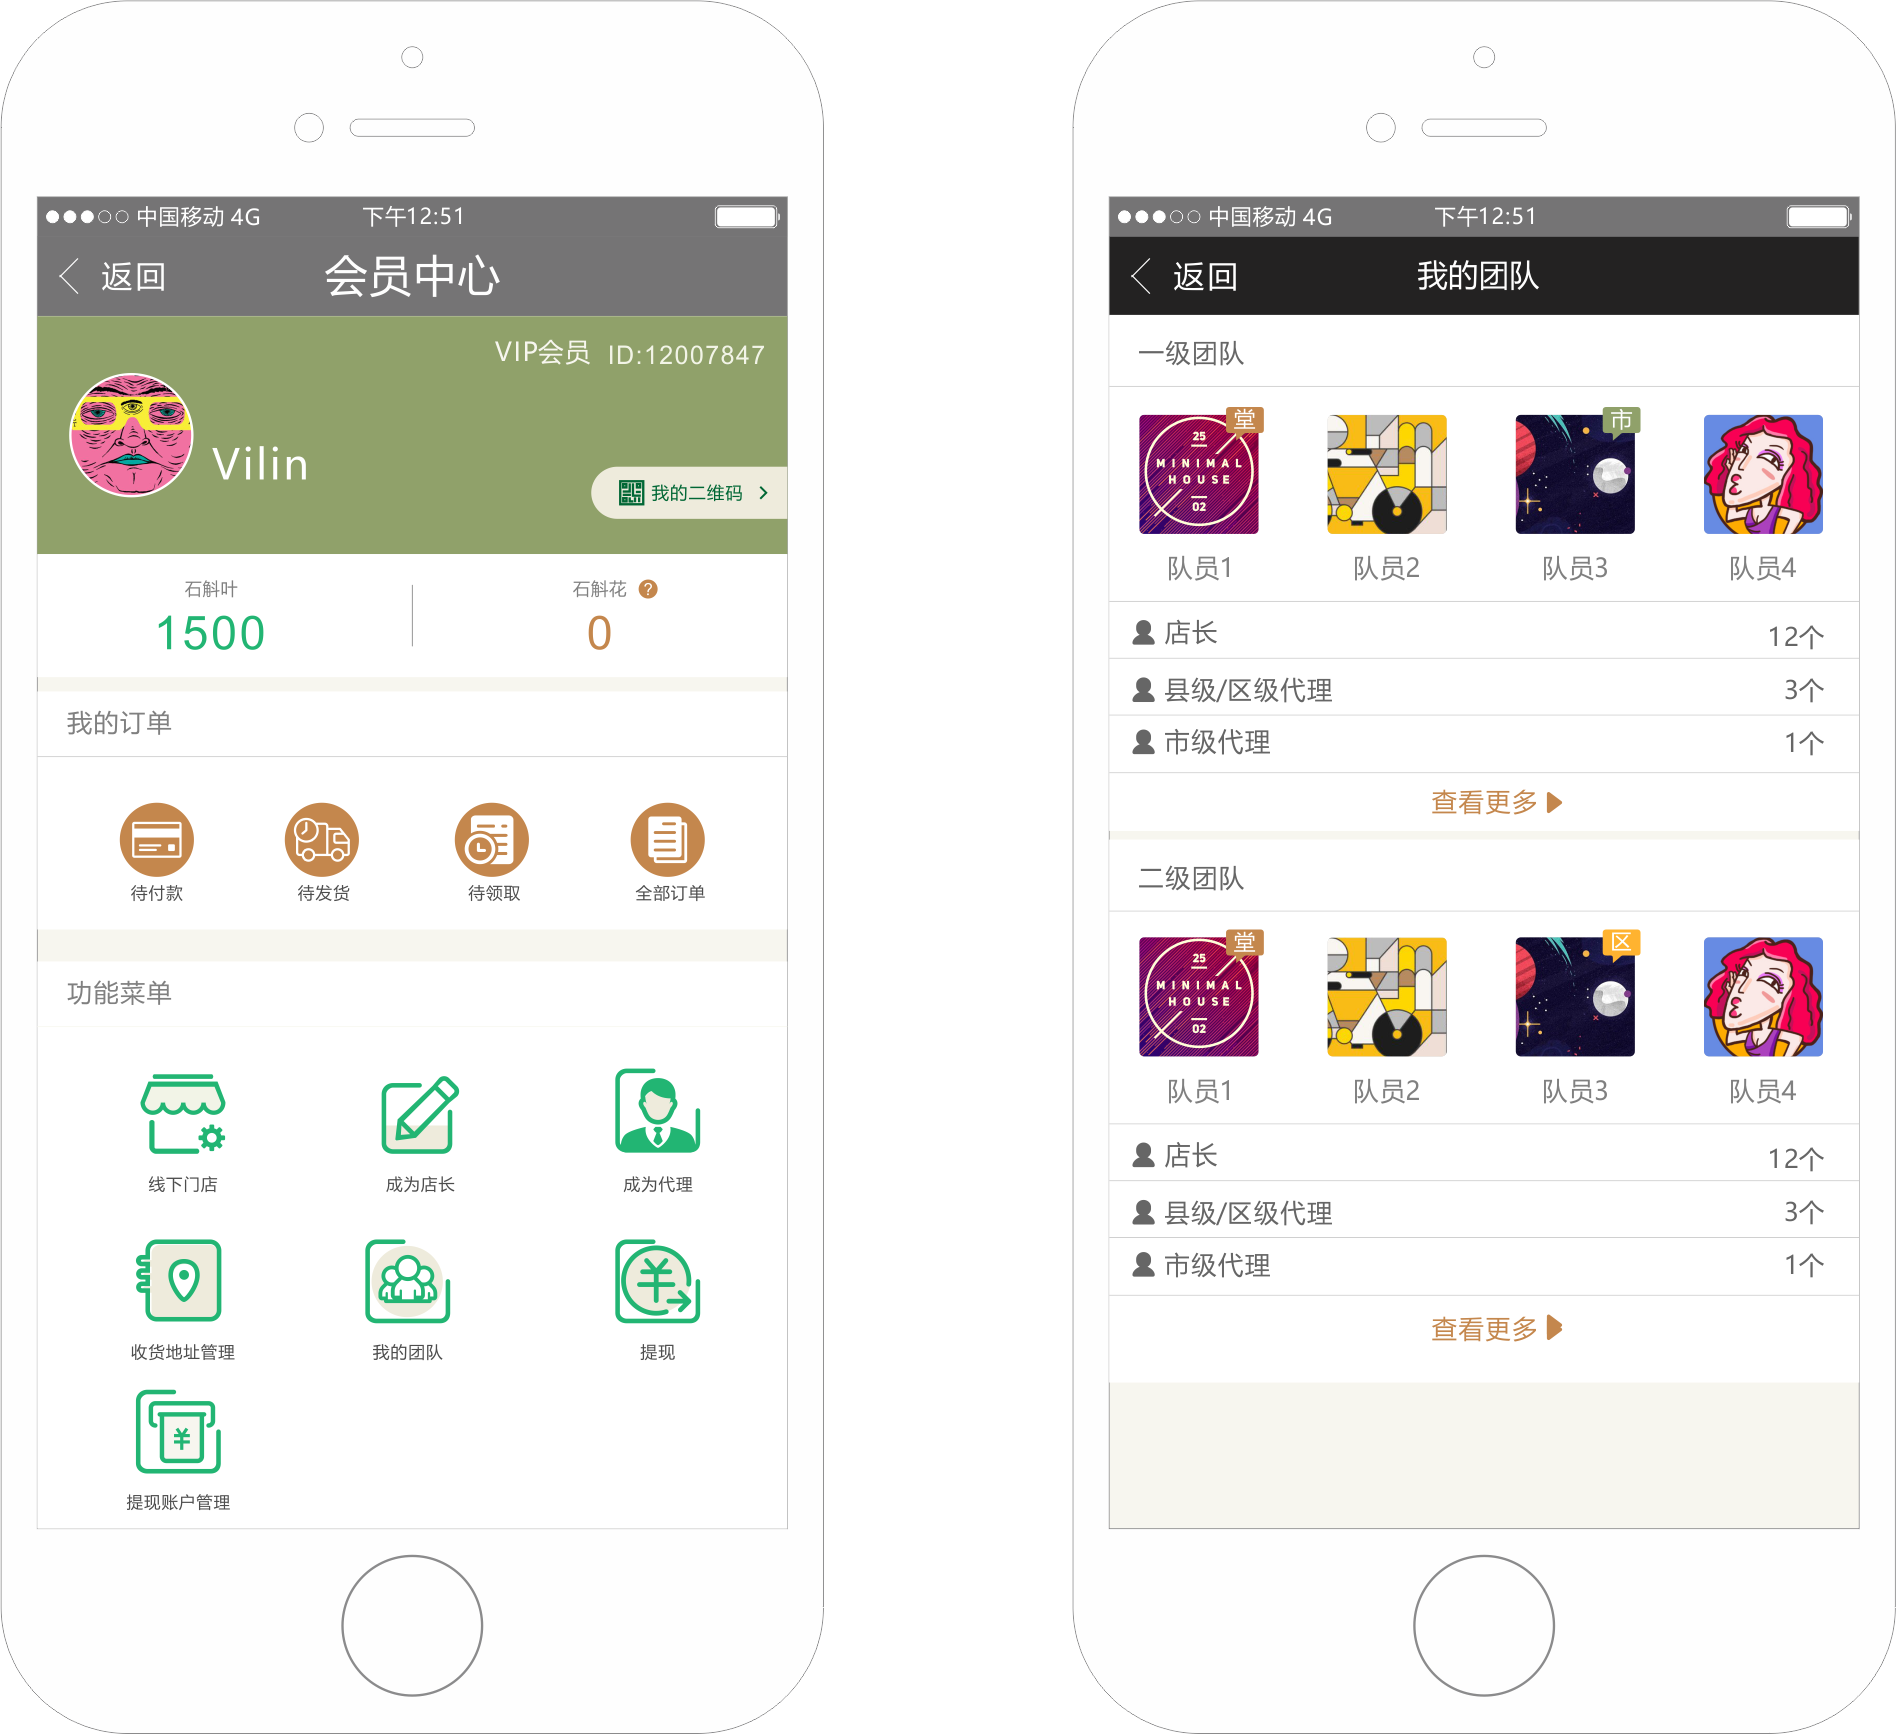 中国移动 4G 下午12:51
返回 会员中心
VIP会员 ID:12007847
Vilin
我的二维码
石斛叶 石斛花 ?
1500 0
我的订单
待付款 待发货 待领取 全部订单
功能菜单
线下门店 成为店长 成为代理
收货地址管理 我的团队 提现
提现账户管理
中国移动 4G 下午12:51
返回 我的团队
一级团队
堂 市
25
MINIMAL
HOUSE
02
队员1 队员2 队员3 队员4
店长 12个
县级/区级代理 3个
市级代理 1个
查看更多
二级团队
堂 区
25
MINIMAL
HOUSE
02
队员1 队员2 队员3 队员4
店长 12个
县级/区级代理 3个
市级代理 1个
查看更多